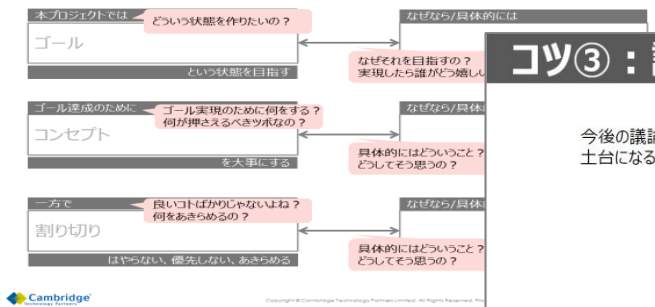 本プロジェクトでは
どういう状態を作りたいの？
ゴール
という状態を目指す
なぜなら/具体的には
なぜそれを目指すの？
実現したら誰がどう嬉し
ゴール達成のために
ゴール実現のために何をする？
何が押さえるべきツボなの？
コンセプト
を大事にする
なぜなら/具体
具体的にはどういうこと？
どうしてそう思うの？
一方で
良いコトばかりじゃないよね？
何をあきらめるの？
割り切り
はやらない、優先しない、あきらめる
なぜなら/具体
具体的にはどういうこと？
どうしてそう思うの？
コツ③：
今後の議論
土台になる
Cambridge
Technology Partners
Copyright © Cambridge Technology Partners Limited. All Rights Reserved.